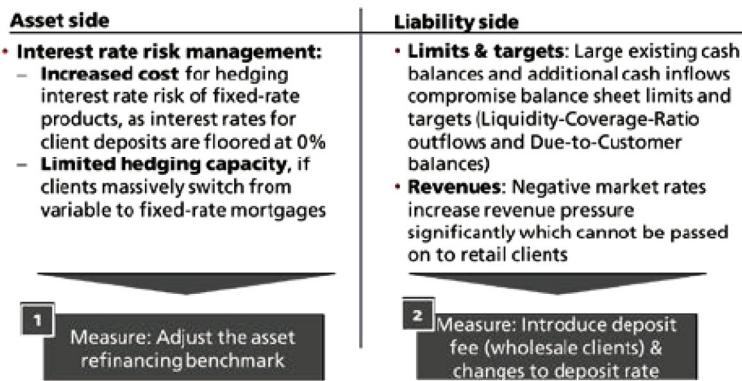 Asset side
• Interest rate risk management:
– Increased cost for hedging
interest rate risk of fixed-rate
products, as interest rates for
client deposits are floored at 0%
– Limited hedging capacity, if
clients massively switch from
variable to fixed-rate mortgages
1
Measure: Adjust the asset
refinancing benchmark
Liability side
• Limits & targets: Large existing cash
balances and additional cash inflows
compromise balance sheet limits and
targets (Liquidity-Coverage-Ratio
outflows and Due-to-Customer
balances)
• Revenues: Negative market rates
increase revenue pressure
significantly which cannot be passed
on to retail clients
2
Measure: Introduce deposit
fee (wholesale clients) &
changes to deposit rate